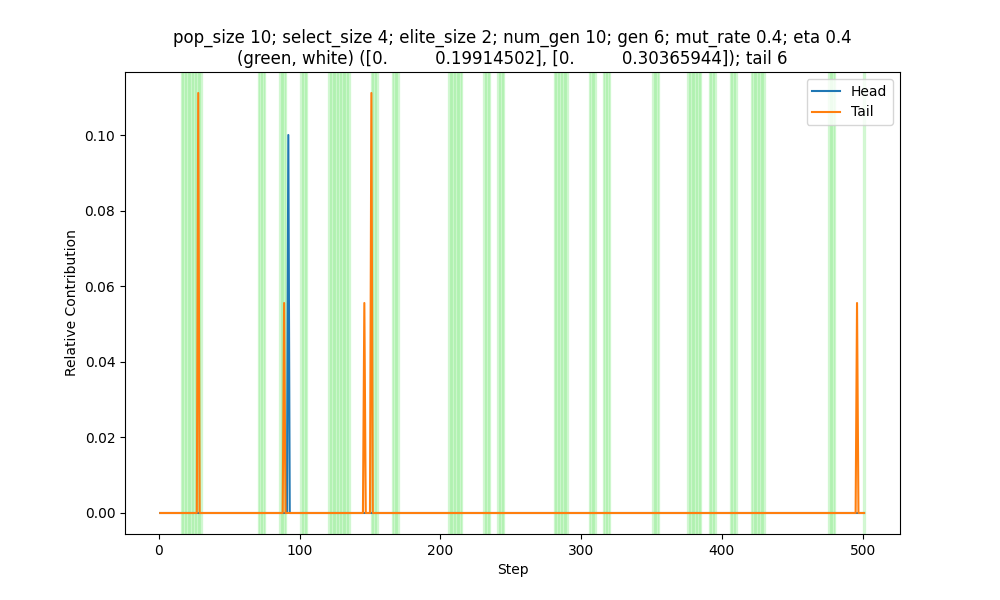 pop_size 10; select_size 4; elite_size 2; num_gen 10; gen 6; mut_rate 0.4; eta 0.4
(green, white) ([0.         0.19914502], [0.         0.30365944]); tail 6
Head
Tail
0.10
0.08
0.06
0.04
0.02
0.00
Relative Contribution
0 100 200 300 400 500
Step